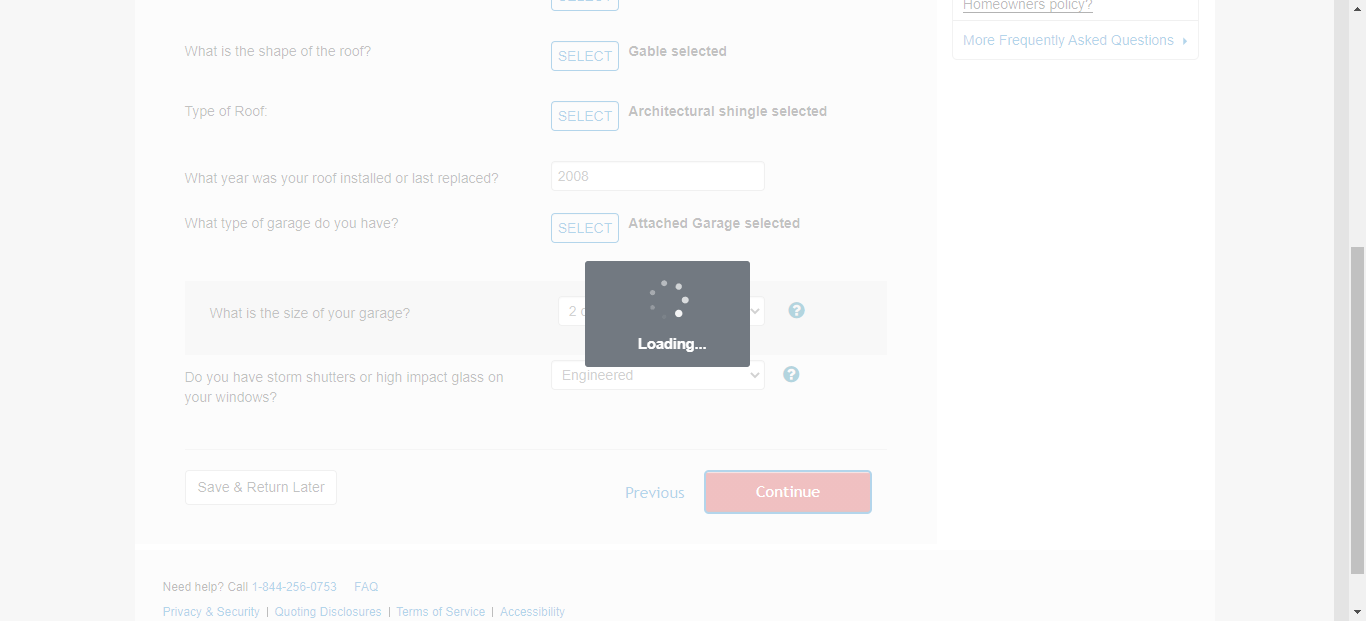 Homeowners policy?
More Frequently Asked Questions
What is the shape of the roof?
SELECT
Gable selected
Type of Roof:
SELECT
Architectural shingle selected
What year was your roof installed or last replaced?
2008
What type of garage do you have?
SELECT
Attached Garage selected
What is the size of your garage?
2
Loading...
Do you have storm shutters or high impact glass on
your windows?
Engineered
Save & Return Later
Previous
Continue
Need help? Call 1-844-256-0753 FAQ
Privacy & Security | Quoting Disclosures | Terms of Service | Accessibility